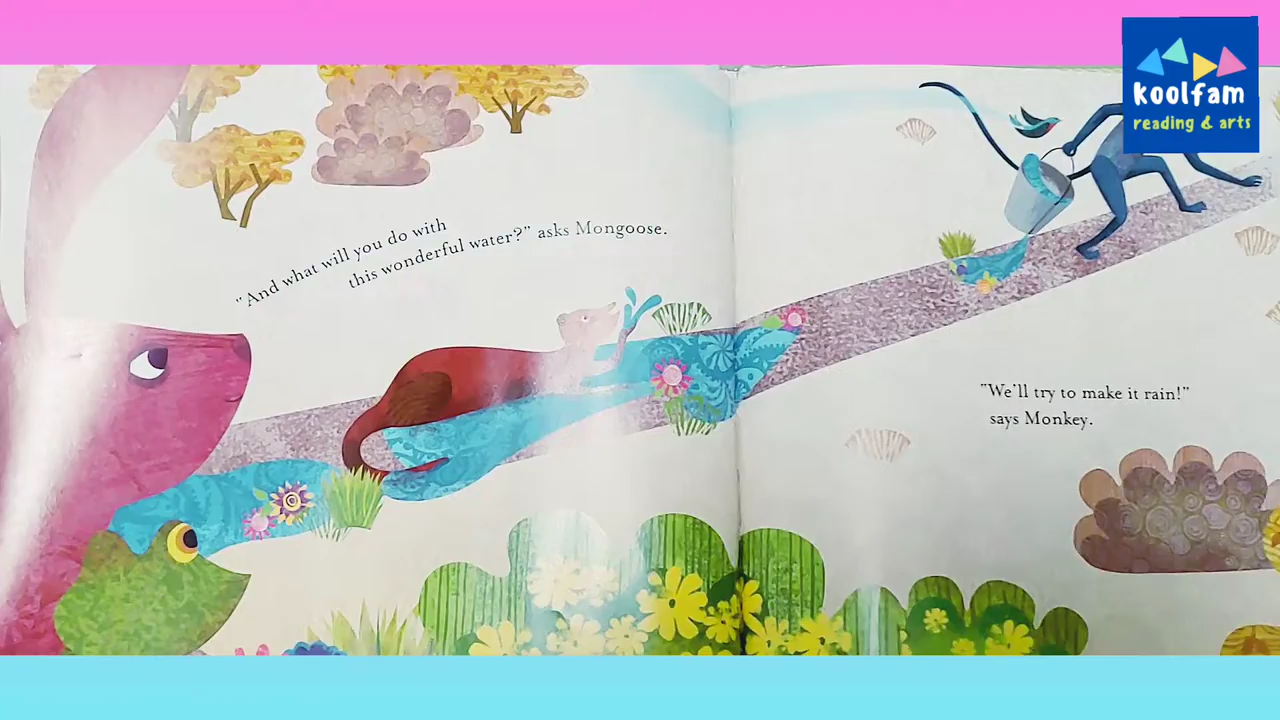 koolfam
reading & arts
"And what will you do with
this wonderful water?" asks Mongoose.
"We'll try to make it rain!"
says Monkey.